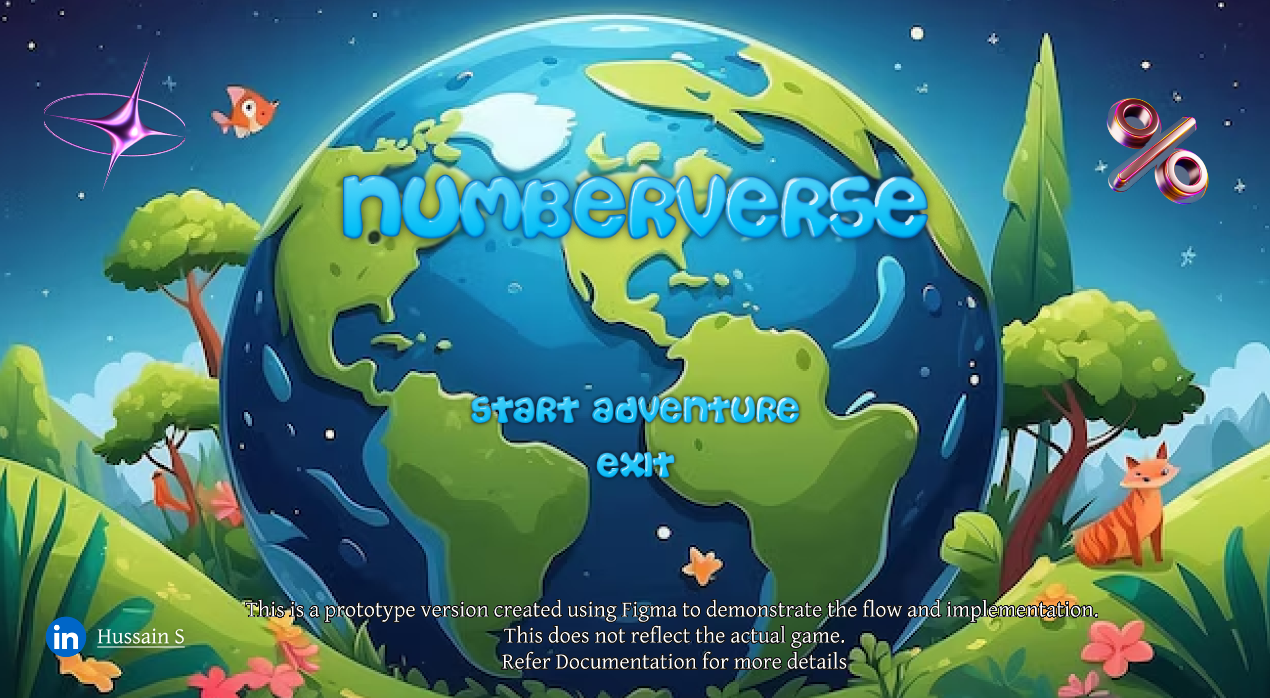 numberverse
start adventure
exit
This is a prototype version created using Figma to demonstrate the flow and implementation.
This does not reflect the actual game.
Refer Documentation for more details
in Hussain S
%